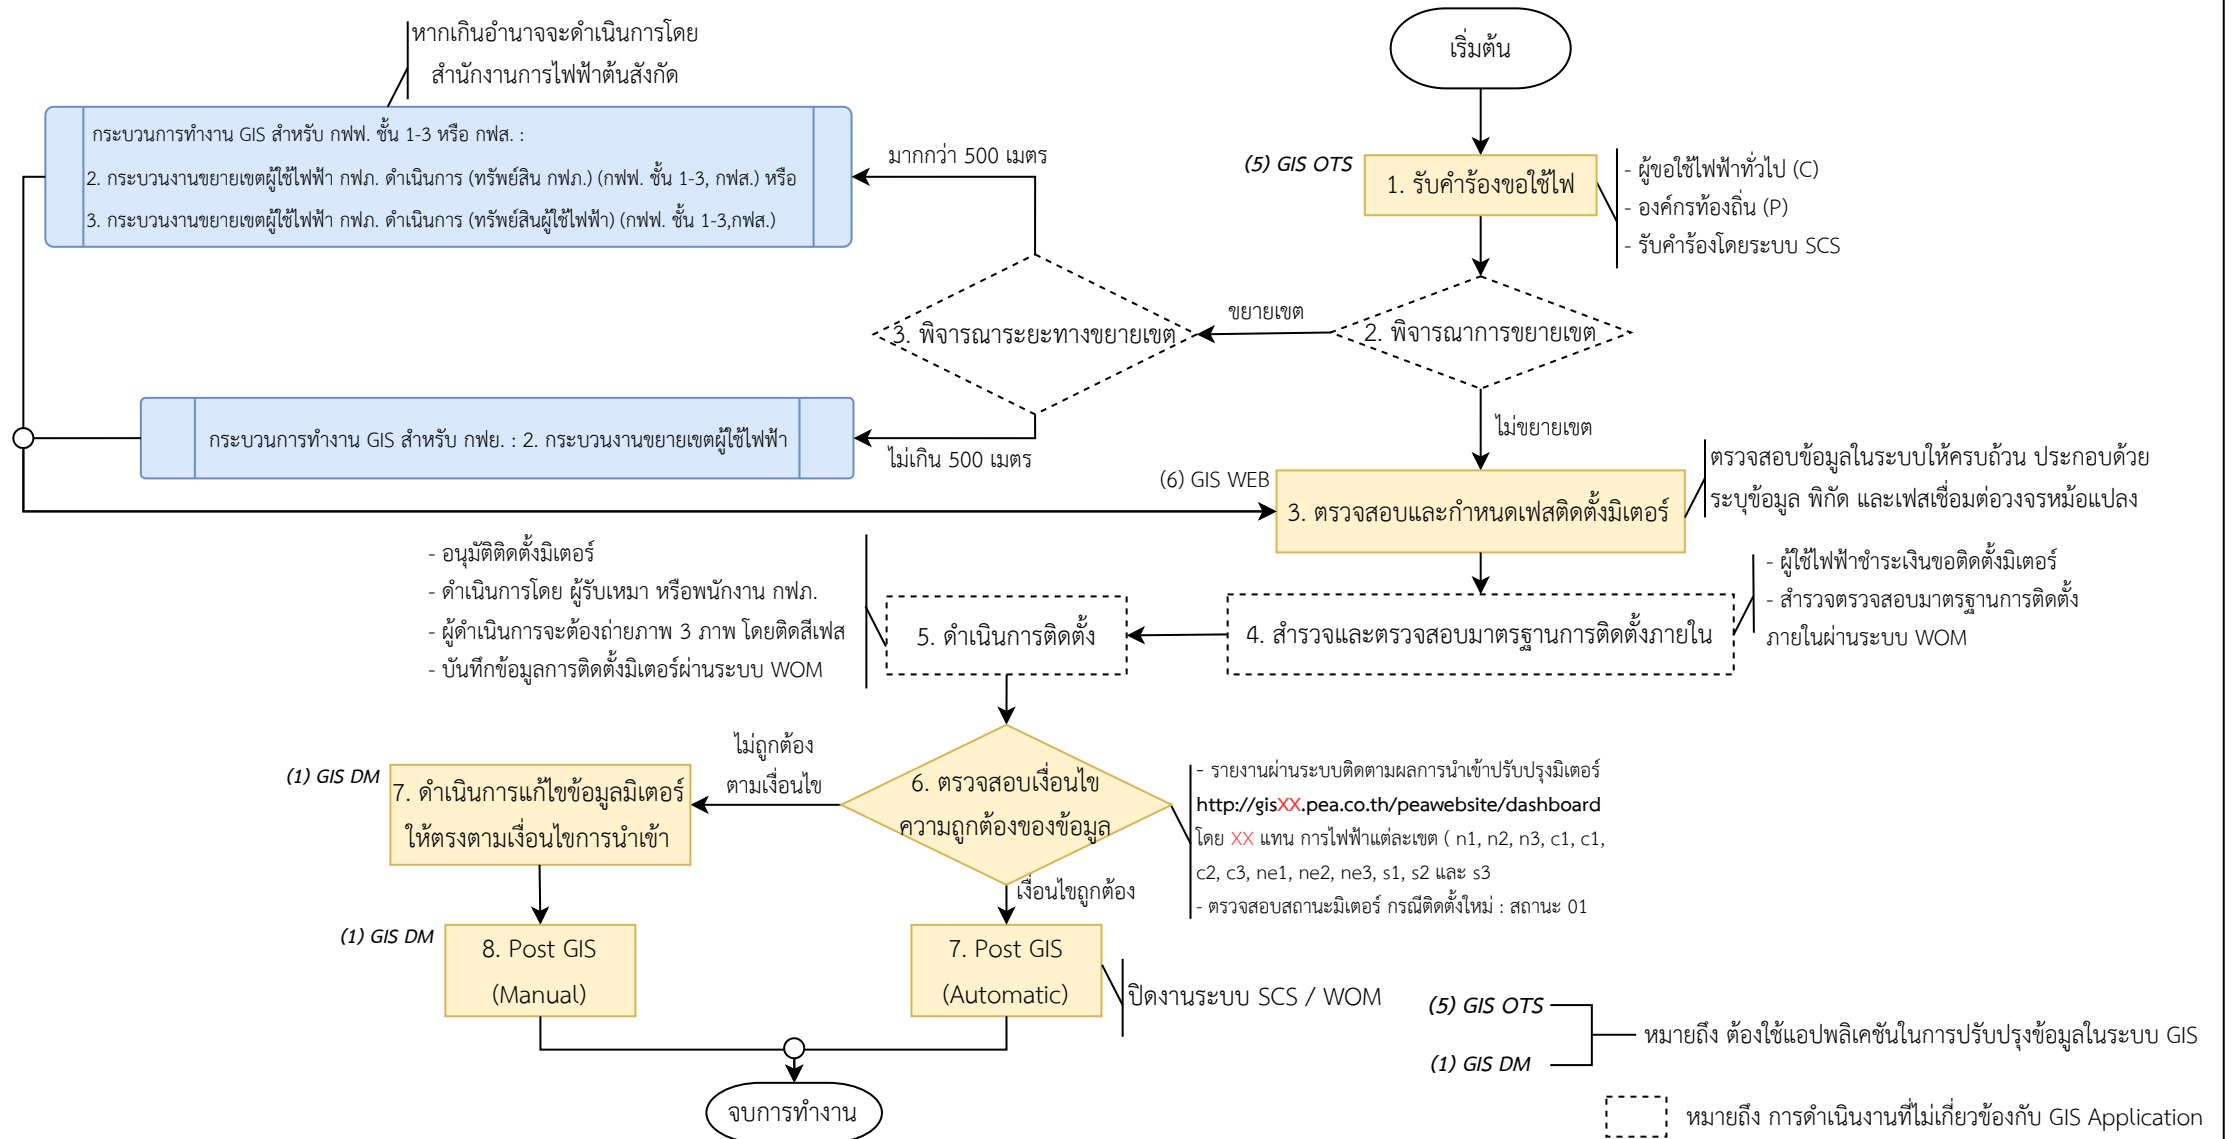 หากเกินอำนาจจะดำเนินการโดย
สำนักงานการไฟฟ้าต้นสังกัด
เริ่มต้น
กระบวนการทำงาน GIS สำหรับ กฟฟ. ชั้น 1-3 หรือ กฟส. :
2. กระบวนงานขยายเขตผู้ใช้ไฟฟ้า กฟภ. ดำเนินการ (ทรัพย์สิน กฟภ.) (กฟฟ. ชั้น 1-3, กฟส.) หรือ
3. กระบวนงานขยายเขตผู้ใช้ไฟฟ้า กฟภ. ดำเนินการ (ทรัพย์สินผู้ใช้ไฟฟ้า) (กฟฟ. ชั้น 1-3,กฟส.)
มากกว่า 500 เมตร
(5) GIS OTS
1. รับคำร้องขอใช้ไฟ
- ผู้ขอใช้ไฟฟ้าทั่วไป (C)
- องค์กรท้องถิ่น (P)
- รับคำร้องโดยระบบ SCS
3. พิจารณาระยะทางขยายเขต
ขยายเขต
2. พิจารณาการขยายเขต
ไม่ขยายเขต
กระบวนการทำงาน GIS สำหรับ กฟย. : 2. กระบวนงานขยายเขตผู้ใช้ไฟฟ้า
ไม่เกิน 500 เมตร
(6) GIS WEB
3. ตรวจสอบและกำหนดเฟสติดตั้งมิเตอร์
ตรวจสอบข้อมูลในระบบให้ครบถ้วน ประกอบด้วย
ระบุข้อมูล พิกัด และเฟสเชื่อมต่อวงจรหม้อแปลง
- อนุมัติติดตั้งมิเตอร์
- ดำเนินการโดย ผู้รับเหมา หรือพนักงาน กฟภ.
- ผู้ดำเนินการจะต้องถ่ายภาพ 3 ภาพ โดยติดสีเฟส
- บันทึกข้อมูลการติดตั้งมิเตอร์ผ่านระบบ WOM
5. ดำเนินการติดตั้ง
4. สำรวจและตรวจสอบมาตรฐานการติดตั้งภายใน
- ผู้ใช้ไฟฟ้าชำระเงินขอติดตั้งมิเตอร์
- สำรวจตรวจสอบมาตรฐานการติดตั้ง
ภายในผ่านระบบ WOM
ไม่ถูกต้อง
ตามเงื่อนไข
(1) GIS DM
7. ดำเนินการแก้ไขข้อมูลมิเตอร์
ให้ตรงตามเงื่อนไขการนำเข้า
6. ตรวจสอบเงื่อนไข
ความถูกต้องของข้อมูล
- รายงานผ่านระบบติดตามผลการนำเข้าปรับปรุงมิเตอร์
http://gisXX.pea.co.th/peawebsite/dashboard
โดย XX แทน การไฟฟ้าแต่ละเขต ( n1, n2, n3, c1, c1,
c2, c3, ne1, ne2, ne3, s1, s2 และ s3
- ตรวจสอบสถานะมิเตอร์ กรณีติดตั้งใหม่ : สถานะ 01
เงื่อนไขถูกต้อง
(1) GIS DM
8. Post GIS
(Manual)
7. Post GIS
(Automatic)
ปิดงานระบบ SCS / WOM
(5) GIS OTS
(1) GIS DM
หมายถึง ต้องใช้แอปพลิเคชันในการปรับปรุงข้อมูลในระบบ GIS
จบการทำงาน
หมายถึง การดำเนินงานที่ไม่เกี่ยวข้องกับ GIS Application